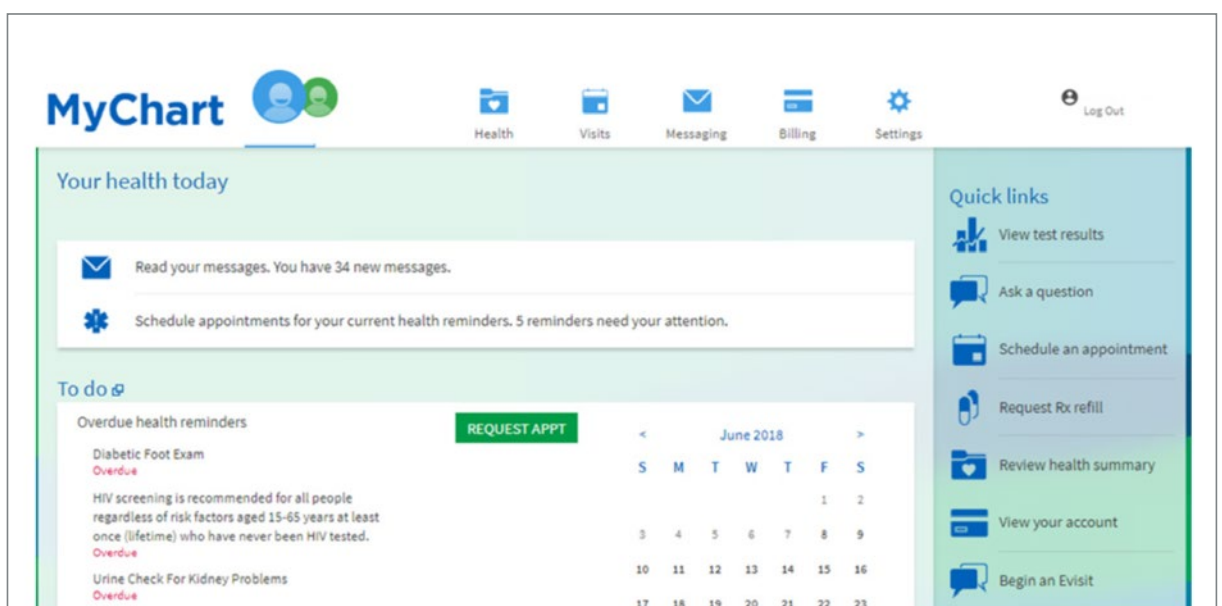 MyChart
Health
Visits
Messaging
Billing
Settings
Log Out
Your health today
Read your messages. You have 34 new messages.
Schedule appointments for your current health reminders. 5 reminders need your attention.
To do
Overdue health reminders
REQUEST APPT
Diabetic Foot Exam
Overdue
HIV screening is recommended for all people
regardless of risk factors aged 15-65 years at least
once (lifetime) who have never been HIV tested.
Overdue
Urine Check For Kidney Problems
Overdue
< June 2018 >
S M T W T F S
1 2
3 4 5 6 7 8 9
10 11 12 13 14 15 16
17 18 19 20 21 22 23
Quick links
View test results
Ask a question
Schedule an appointment
Request Rx refill
Review health summary
View your account
Begin an Evisit